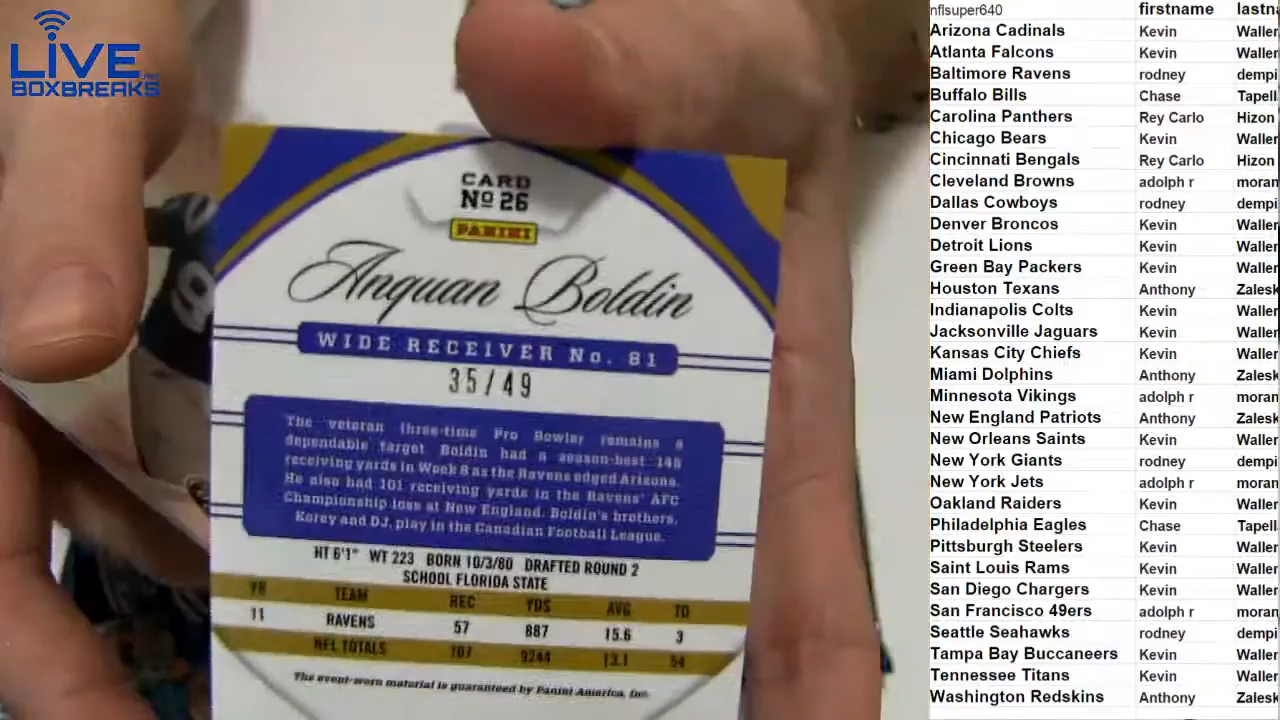 LIVE
BOXBREAKS
CARD
No 26
PANINI
Anquan Boldin
WIDE RECEIVER No. 81
35/49
The veteran three-time Pro Bowler remains a
dependable target. Boldin had a season-best 145
receiving yards in Week 8 as the Ravens edged Arizona.
He also had 101 receiving yards in the Ravens' AFC
Championship loss at New England. Boldin's brothers,
Korey and DJ, play in the Canadian Football League.
HT 6'1" WT 223 BORN 10/3/80 DRAFTED ROUND 2
SCHOOL FLORIDA STATE
YR TEAM REC YDS AVG TD
11 RAVENS 57 887 15.6 3
NFL TOTALS 707 9244 13.1 54
The event-worn material is guaranteed by Panini America, Inc.
nflsuper640 firstname lastn
Arizona Cadinals Kevin Waller
Atlanta Falcons Kevin Waller
Baltimore Ravens rodney demp
Buffalo Bills Chase Tapell
Carolina Panthers Rey Carlo Hizon
Chicago Bears Kevin Waller
Cincinnati Bengals Rey Carlo Hizon
Cleveland Browns adolph r moran
Dallas Cowboys rodney demp
Denver Broncos Kevin Waller
Detroit Lions Kevin Waller
Green Bay Packers Kevin Waller
Houston Texans Anthony Zalesk
Indianapolis Colts Kevin Waller
Jacksonville Jaguars Kevin Waller
Kansas City Chiefs Kevin Waller
Miami Dolphins Anthony Zalesk
Minnesota Vikings adolph r moran
New England Patriots Anthony Zalesk
New Orleans Saints Kevin Waller
New York Giants rodney demp
New York Jets adolph r moran
Oakland Raiders Kevin Waller
Philadelphia Eagles Chase Tapell
Pittsburgh Steelers Kevin Waller
Saint Louis Rams Kevin Waller
San Diego Chargers Kevin Waller
San Francisco 49ers adolph r moran
Seattle Seahawks rodney demp
Tampa Bay Buccaneers Kevin Waller
Tennessee Titans Kevin Waller
Washington Redskins Anthony Zalesk